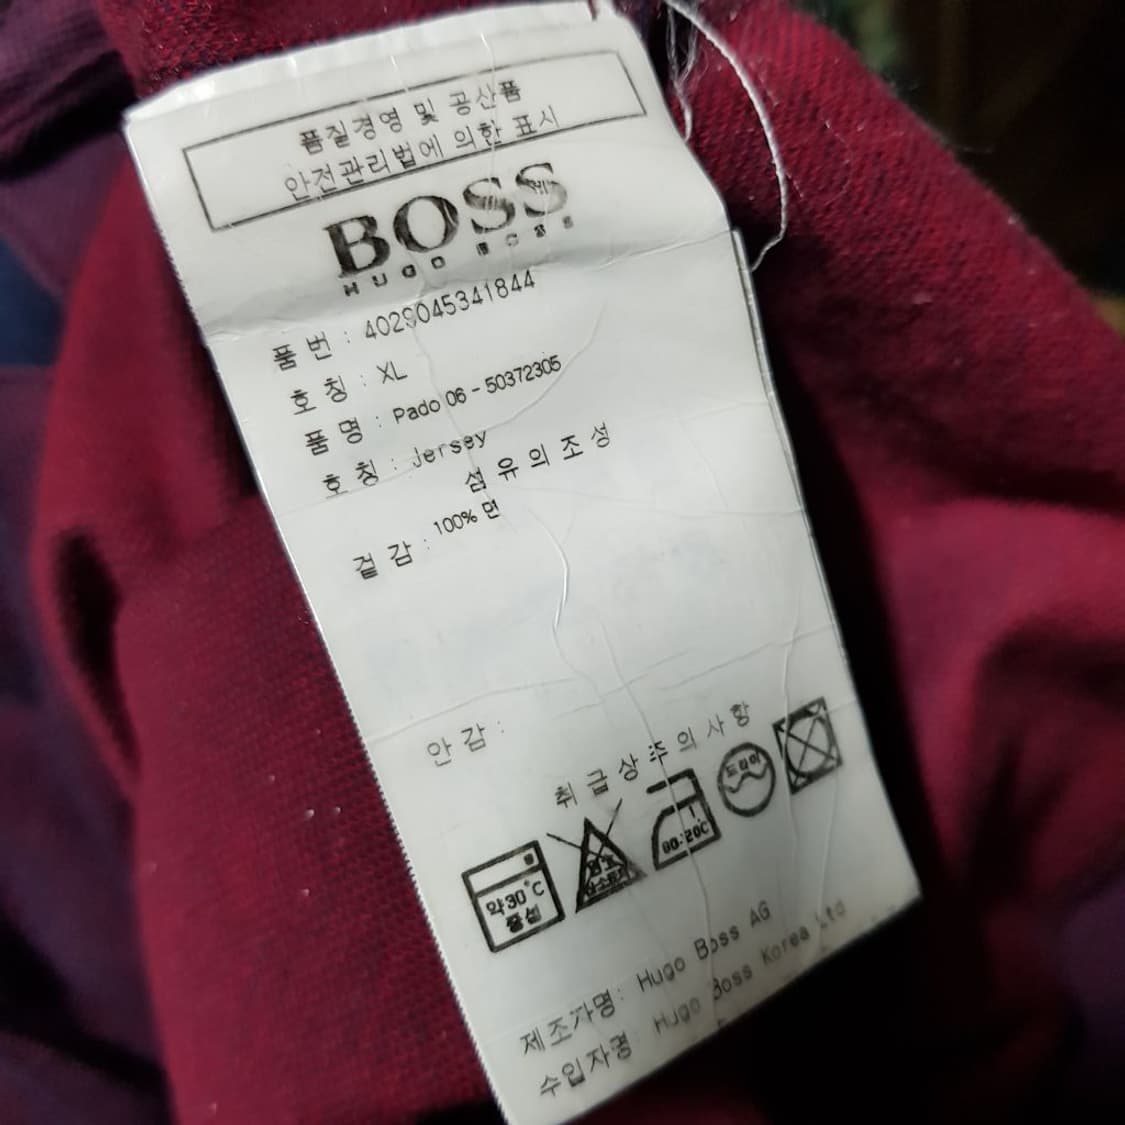 품질경영 및 공산품
안전관리법에 의한 표시
BOSS
HUGO BOSS
품번 : 4029045341844
호칭 : XL
품명 : Pado 06 - 50372305
호칭 : Jersey
섬유의조성
겉감 : 100% 면
안감 :
취급상주의사항
약30°C
중성
드라이
제조자명: Hugo Boss AG
수입자명: Hugo Boss Korea Ltd